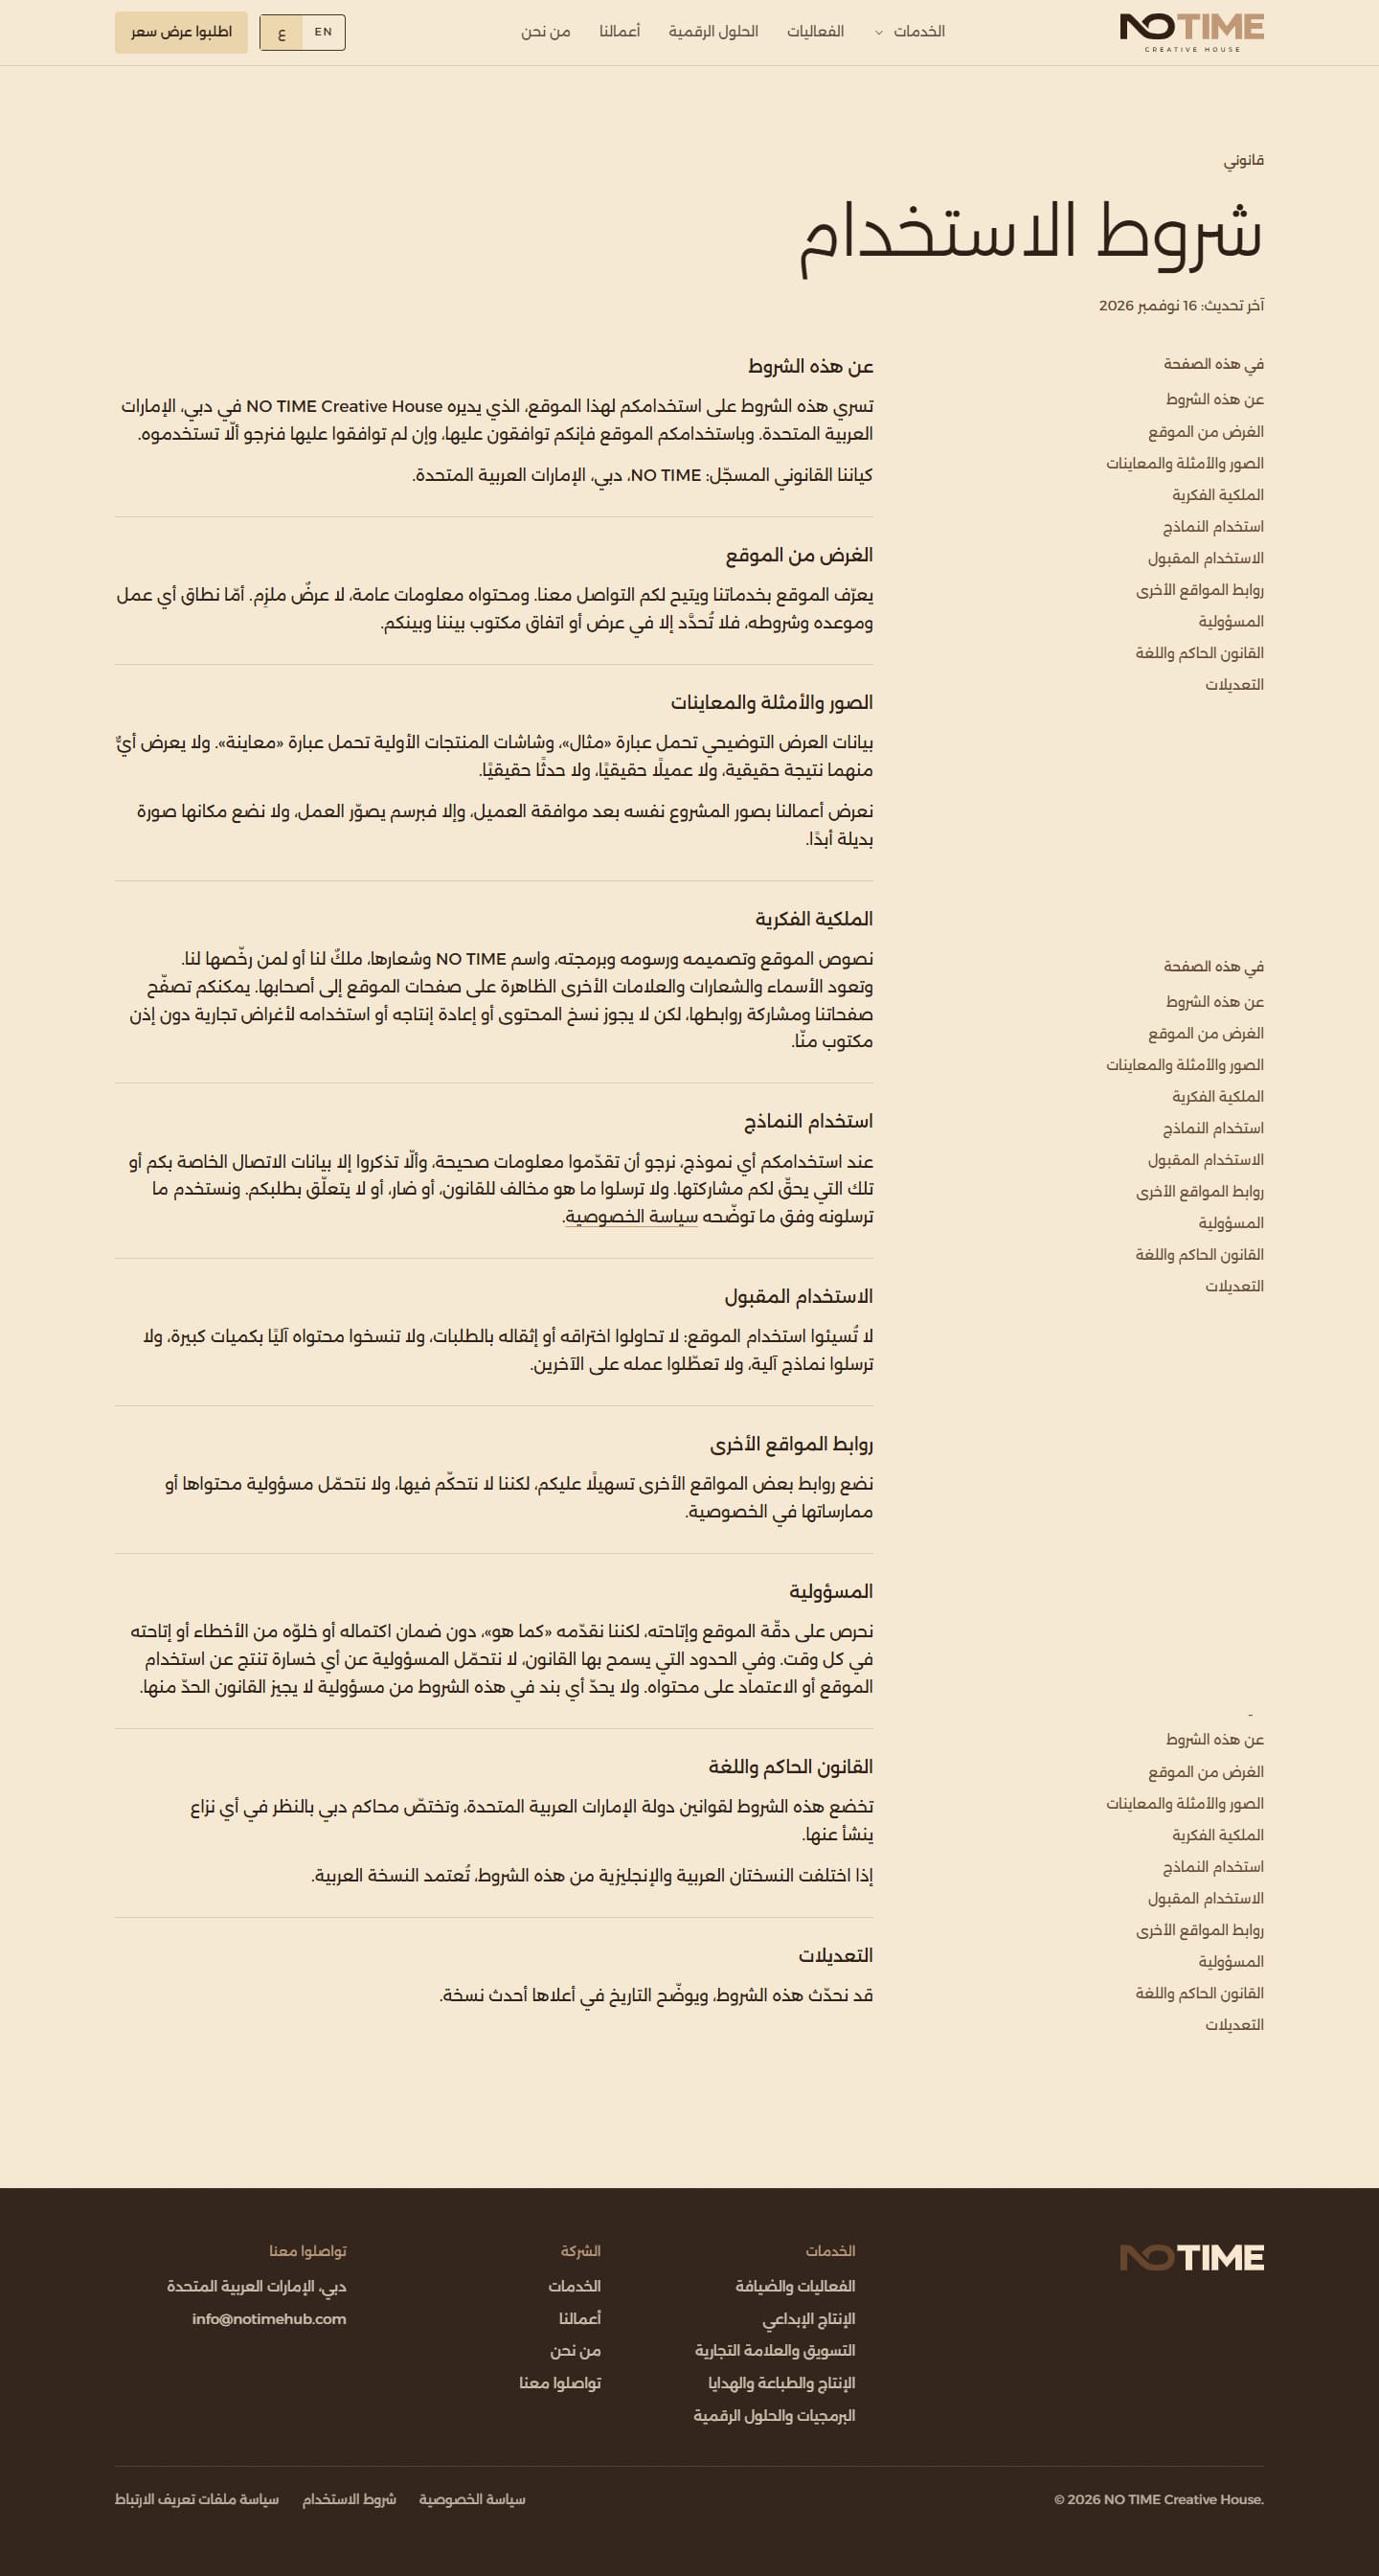 NO TIME
CREATIVE HOUSE
الخدمات
الفعاليات
الحلول الرقمية
أعمالنا
من نحن
EN
ع
اطلبوا عرض سعر
قانوني
شروط الاستخدام
آخر تحديث: 16 نوفمبر 2026
في هذه الصفحة
عن هذه الشروط
الغرض من الموقع
الصور والأمثلة والمعاينات
الملكية الفكرية
استخدام النماذج
الاستخدام المقبول
روابط المواقع الأخرى
المسؤولية
القانون الحاكم واللغة
التعديلات
عن هذه الشروط
تسري هذه الشروط على استخدامكم لهذا الموقع، الذي يديره NO TIME Creative House في دبي، الإمارات
العربية المتحدة. وباستخدامكم الموقع فإنكم توافقون عليها، وإن لم توافقوا عليها فنرجو ألّا تستخدموه.
كياننا القانوني المسجّل: NO TIME، دبي، الإمارات العربية المتحدة.
الغرض من الموقع
يعرّف الموقع بخدماتنا ويتيح لكم التواصل معنا. ومحتواه معلومات عامة، لا عرضٌ ملزِم. أمّا نطاق أي عمل
وموعده وشروطه، فلا تُحدَّد إلا في عرض أو اتفاق مكتوب بيننا وبينكم.
الصور والأمثلة والمعاينات
بيانات العرض التوضيحي تحمل عبارة «مثال»، وشاشات المنتجات الأولية تحمل عبارة «معاينة». ولا يعرض أيٌّ
منهما نتيجة حقيقية، ولا عميلًا حقيقيًا، ولا حدثًا حقيقيًا.
نعرض أعمالنا بصور المشروع نفسه بعد موافقة العميل، وإلا فبرسم يصوّر العمل، ولا نضع مكانها صورة
بديلة أبدًا.
الملكية الفكرية
نصوص الموقع وتصميمه ورسومه وبرمجته، واسم NO TIME وشعارها، ملكٌ لنا أو لمن رخّصها لنا.
وتعود الأسماء والشعارات والعلامات الأخرى الظاهرة على صفحات الموقع إلى أصحابها. يمكنكم تصفّح
صفحاتنا ومشاركة روابطها، لكن لا يجوز نسخ المحتوى أو إعادة إنتاجه أو استخدامه لأغراض تجارية دون إذن
مكتوب منّا.
في هذه الصفحة
عن هذه الشروط
الغرض من الموقع
الصور والأمثلة والمعاينات
الملكية الفكرية
استخدام النماذج
الاستخدام المقبول
روابط المواقع الأخرى
المسؤولية
القانون الحاكم واللغة
التعديلات
استخدام النماذج
عند استخدامكم أي نموذج، نرجو أن تقدّموا معلومات صحيحة، وألّا تذكروا إلا بيانات الاتصال الخاصة بكم أو
تلك التي يحقّ لكم مشاركتها. ولا ترسلوا ما هو مخالف للقانون، أو ضار، أو لا يتعلّق بطلبكم. ونستخدم ما
ترسلونه وفق ما توضّحه سياسة الخصوصية.
الاستخدام المقبول
لا تُسيئوا استخدام الموقع: لا تحاولوا اختراقه أو إثقاله بالطلبات، ولا تنسخوا محتواه آليًا بكميات كبيرة، ولا
ترسلوا نماذج آلية، ولا تعطّلوا عمله على الآخرين.
روابط المواقع الأخرى
نضع روابط بعض المواقع الأخرى تسهيلًا عليكم، لكننا لا نتحكّم فيها، ولا نتحمّل مسؤولية محتواها أو
ممارساتها في الخصوصية.
المسؤولية
نحرص على دقّة الموقع وإتاحته، لكننا نقدّمه «كما هو»، دون ضمان اكتماله أو خلوّه من الأخطاء أو إتاحته
في كل وقت. وفي الحدود التي يسمح بها القانون، لا نتحمّل المسؤولية عن أي خسارة تنتج عن استخدام
الموقع أو الاعتماد على محتواه. ولا يحدّ أي بند في هذه الشروط من مسؤولية لا يجيز القانون الحدّ منها.
عن هذه الشروط
الغرض من الموقع
الصور والأمثلة والمعاينات
الملكية الفكرية
استخدام النماذج
الاستخدام المقبول
روابط المواقع الأخرى
المسؤولية
القانون الحاكم واللغة
التعديلات
القانون الحاكم واللغة
تخضع هذه الشروط لقوانين دولة الإمارات العربية المتحدة، وتختصّ محاكم دبي بالنظر في أي نزاع
ينشأ عنها.
إذا اختلفت النسختان العربية والإنجليزية من هذه الشروط، تُعتمد النسخة العربية.
التعديلات
قد نحدّث هذه الشروط، ويوضّح التاريخ في أعلاها أحدث نسخة.
NO TIME
الخدمات
الفعاليات والضيافة
الإنتاج الإبداعي
التسويق والعلامة التجارية
الإنتاج والطباعة والهدايا
البرمجيات والحلول الرقمية
الشركة
الخدمات
أعمالنا
من نحن
تواصلوا معنا
تواصلوا معنا
دبي، الإمارات العربية المتحدة
info@notimehub.com
© 2026 NO TIME Creative House.
سياسة الخصوصية
شروط الاستخدام
سياسة ملفات تعريف الارتباط